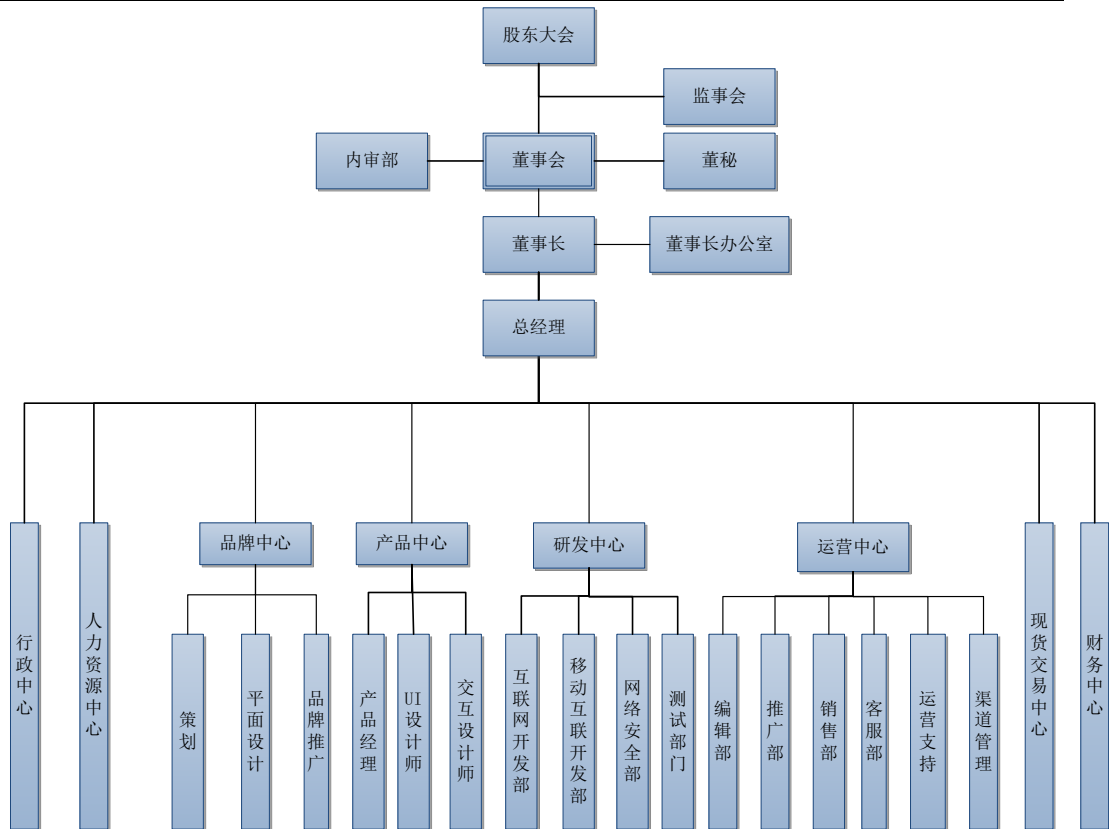 股东大会
监事会
内审部
董事会
董秘
董事长
董事长办公室
总经理
行政中心
人力资源中心
品牌中心
产品中心
研发中心
运营中心
现货交易中心
财务中心
策划
平面设计
品牌推广
产品经理
UI设计师
交互设计师
互联网开发部
移动互联开发部
网络安全部
测试部门
编辑部
推广部
销售部
客服部
运营支持
渠道管理